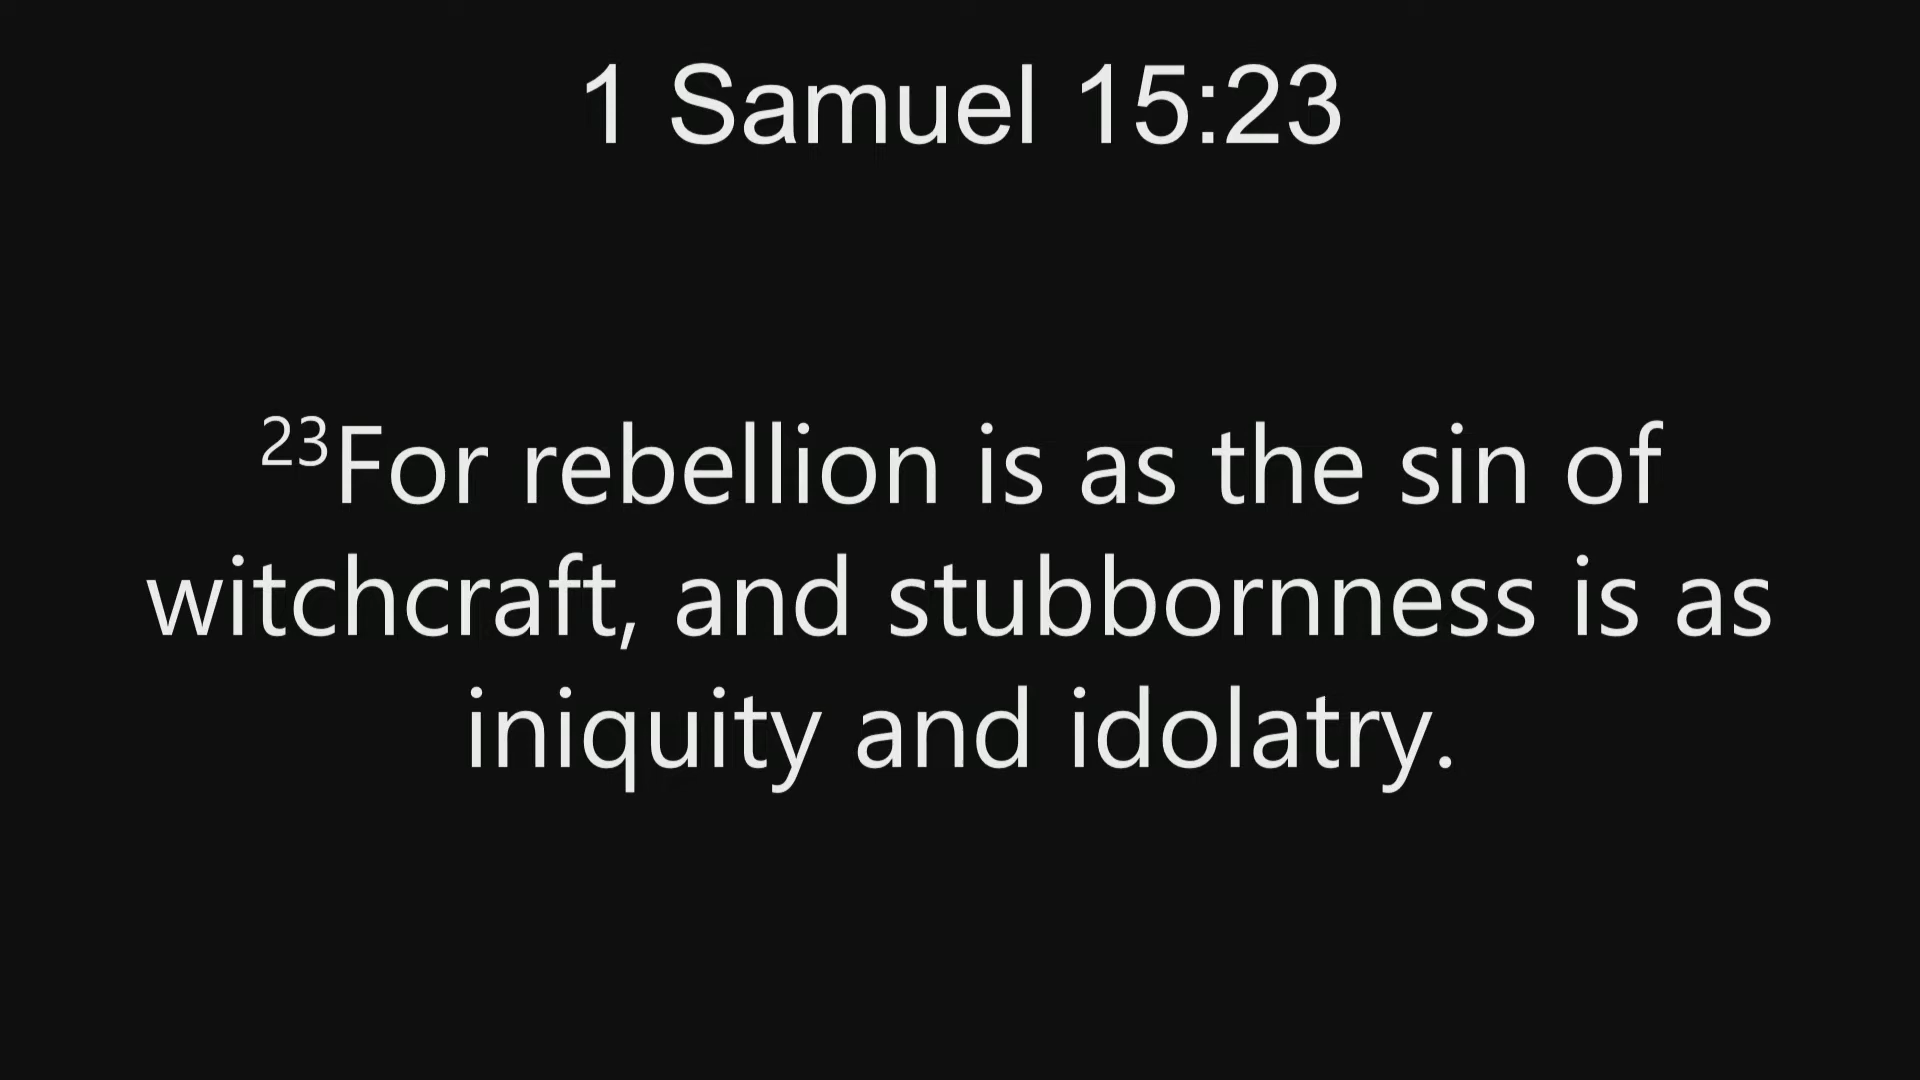 1 Samuel 15:23
23For rebellion is as the sin of
witchcraft, and stubbornness is as
iniquity and idolatry.